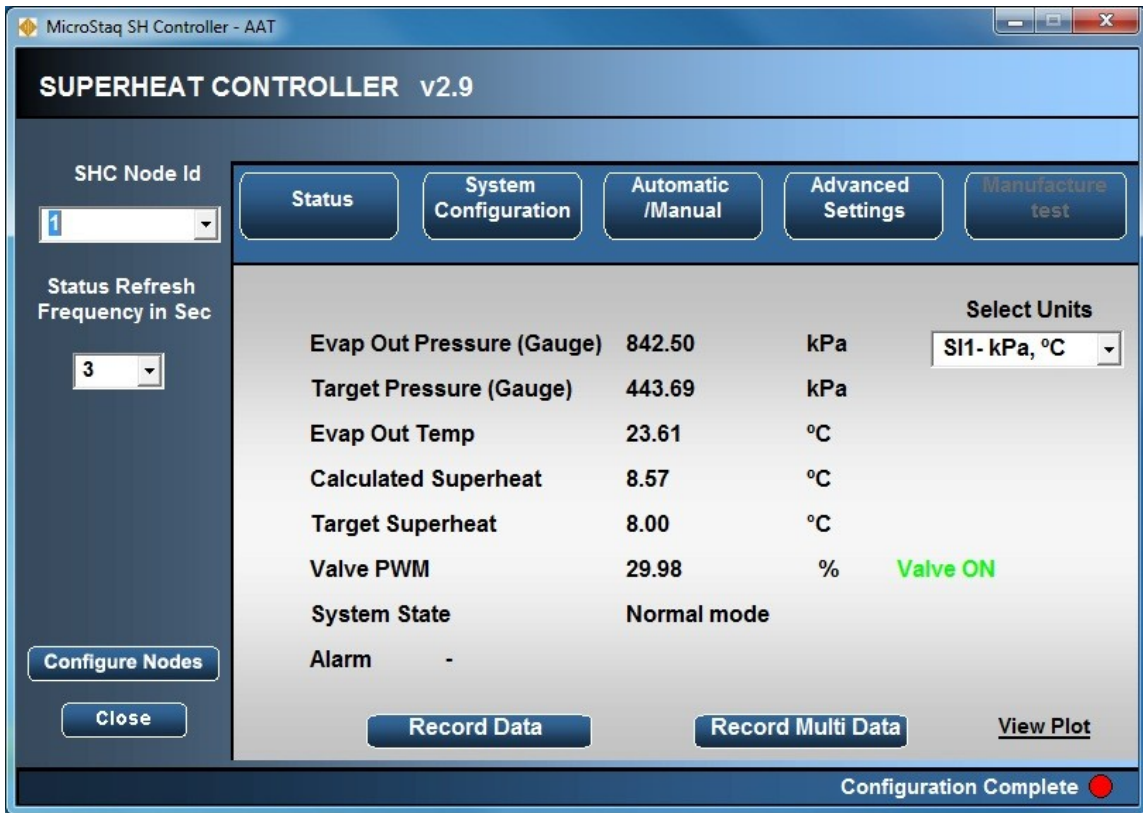 MicroStaq SH Controller - AAT
SUPERHEAT CONTROLLER v2.9
SHC Node Id
1
Status Refresh
Frequency in Sec
3
Configure Nodes
Close
Status
System
Configuration
Automatic
/Manual
Advanced
Settings
Manufacture
test
Select Units
SI1- kPa, ºC
Evap Out Pressure (Gauge) 842.50 kPa
Target Pressure (Gauge) 443.69 kPa
Evap Out Temp 23.61 ºC
Calculated Superheat 8.57 ºC
Target Superheat 8.00 ºC
Valve PWM 29.98 % Valve ON
System State Normal mode
Alarm -
Record Data
Record Multi Data
View Plot
Configuration Complete